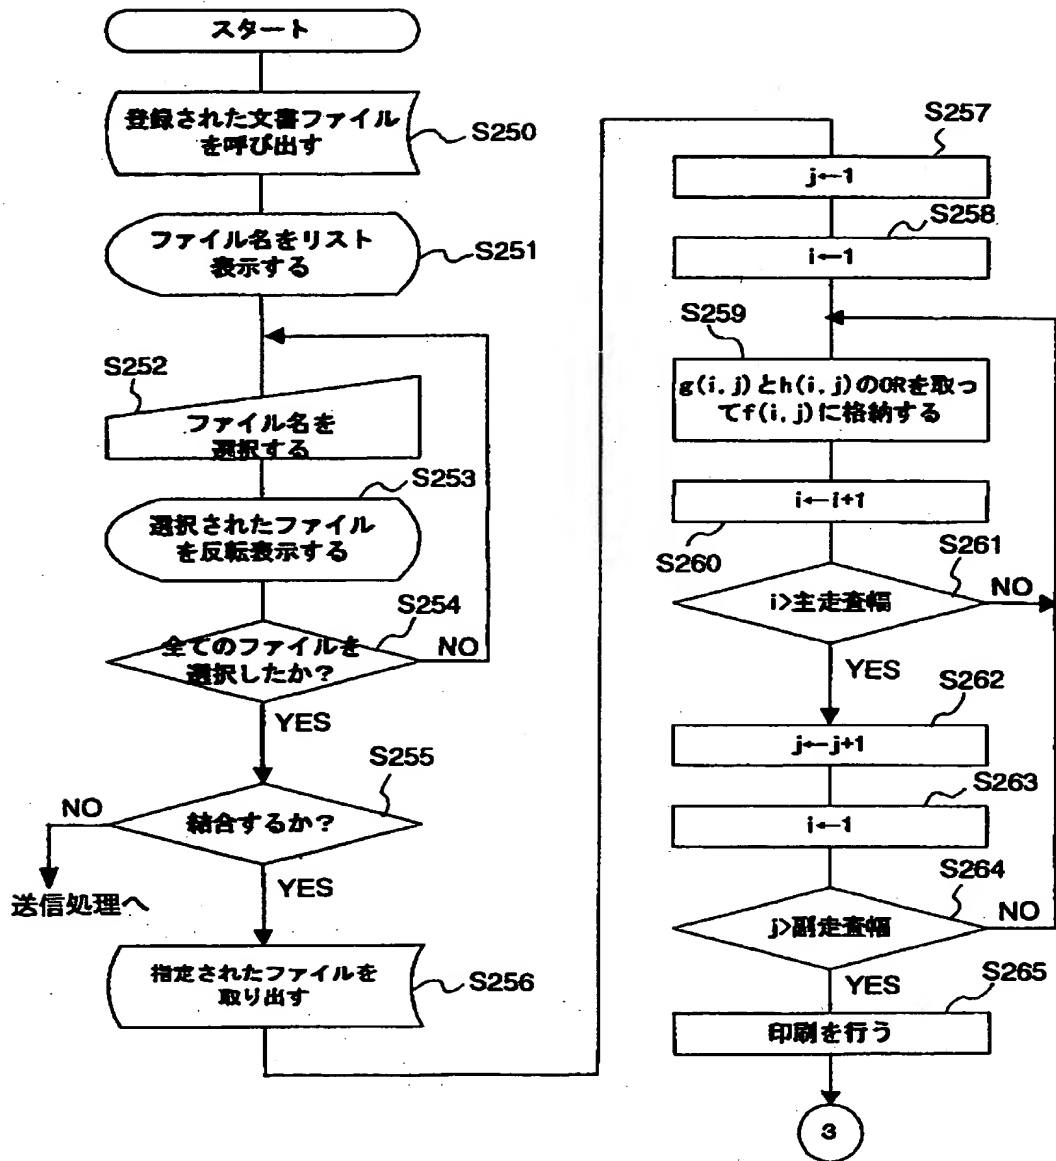 スタート
登録された文書ファイル
を呼び出す
S250
ファイル名をリスト
表示する
S251
S252
ファイル名を
選択する
S253
選択されたファイル
を反転表示する
S254
全てのファイルを
選択したか?
NO
YES
S255
結合するか?
NO
YES
送信処理へ
指定されたファイルを
取り出す
S256
S257
j←1
S258
i←1
S259
g(i,j)とh(i,j)のORを取っ
てf(i,j)に格納する
i←i+1
S260
S261
i>主走査幅
NO
YES
S262
j←j+1
S263
i←1
S264
j>副走査幅
NO
YES
S265
印刷を行う
3